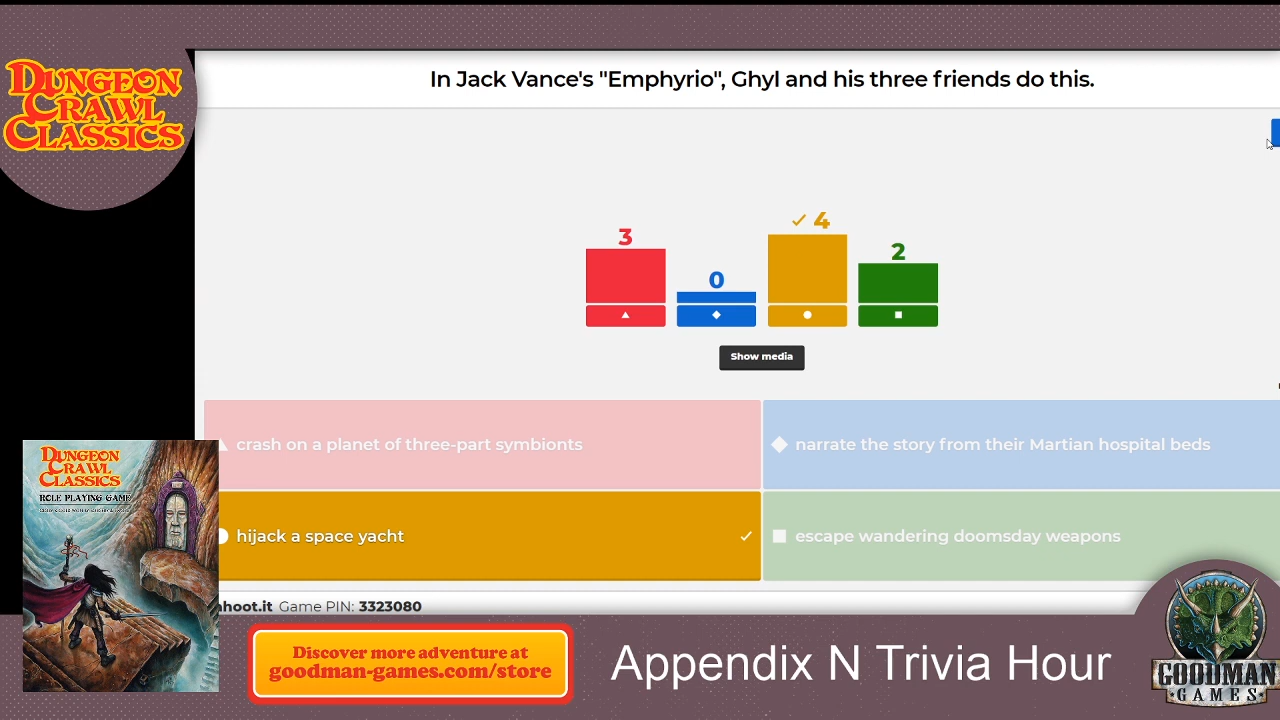 In Jack Vance's "Emphyrio", Ghyl and his three friends do this.
DUNGEON
CRAWL
CLASSICS
3
0
4
2
Show media
crash on a planet of three-part symbionts
narrate the story from their Martian hospital beds
hijack a space yacht
escape wandering doomsday weapons
DUNGEON
CRAWL
CLASSICS
ROLE PLAYING GAME
hoot.it Game PIN: 3323080
Discover more adventure at
goodman-games.com/store
Appendix N Trivia Hour
GOODMAN
GAMES